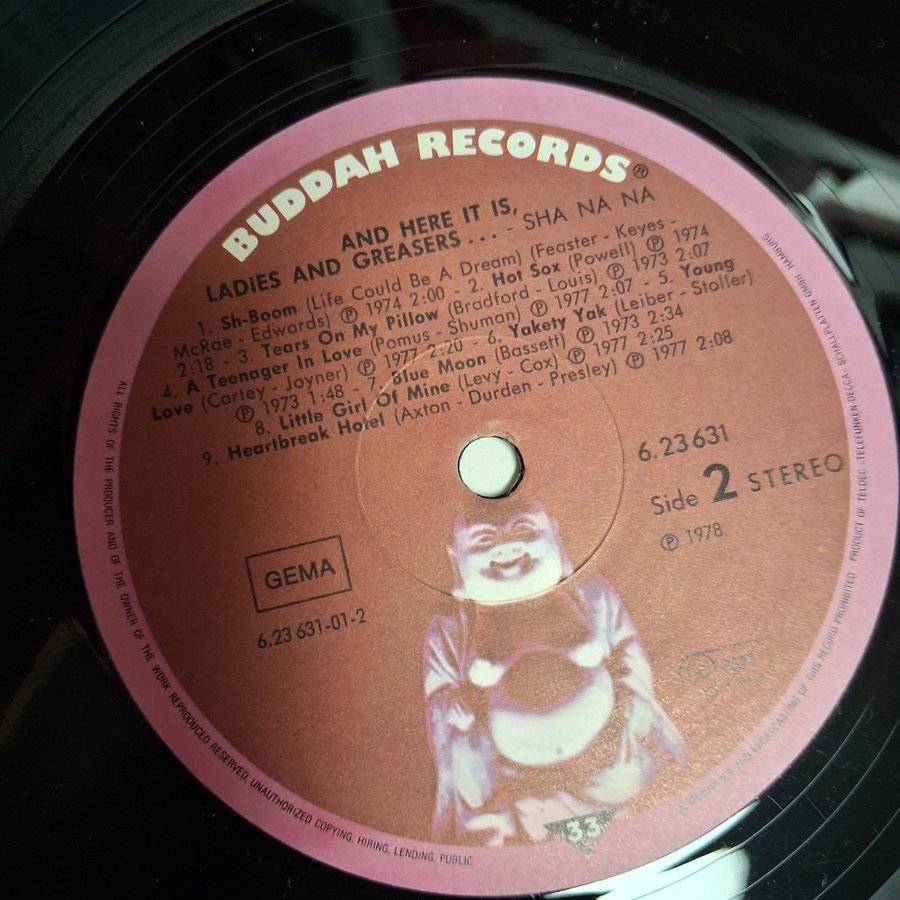 BUDDAH RECORDS®
AND HERE IT IS,
LADIES AND GREASERS... - SHA NA NA
1. Sh-Boom (Life Could Be A Dream) (Feaster - Keyes -
McRae - Edwards) ℗ 1974 2:00 - 2. Hot Sox (Powell) ℗ 1974
2:18 - 3. Tears On My Pillow (Bradford - Louis) ℗ 1973 2:07
4. A Teenager In Love (Pomus - Shuman) ℗ 1977 2:07 - 5. Young
Love (Cartey - Joyner) ℗ 1977 2:20 - 6. Yakety Yak (Leiber - Stoller)
℗ 1973 1:48 - 7. Blue Moon (Bassett) ℗ 1973 2:34
8. Little Girl Of Mine (Levy - Cox) ℗ 1977 2:25
9. Heartbreak Hotel (Axton - Durden - Presley) ℗ 1977 2:08
6.23631
Side 2 STEREO
℗ 1978
GEMA
6.23 631-01-2
33
ALL RIGHTS OF THE PRODUCER AND OF THE OWNER OF THE WORK REPRODUCED RESERVED. UNAUTHORIZED COPYING, HIRING, LENDING, PUBLIC
BROADCASTING OF THIS RECORD PROHIBITED · PRODUCT OF TELDEC »TELEFUNKEN-DECCA« SCHALLPLATTEN GMBH, HAMBURG